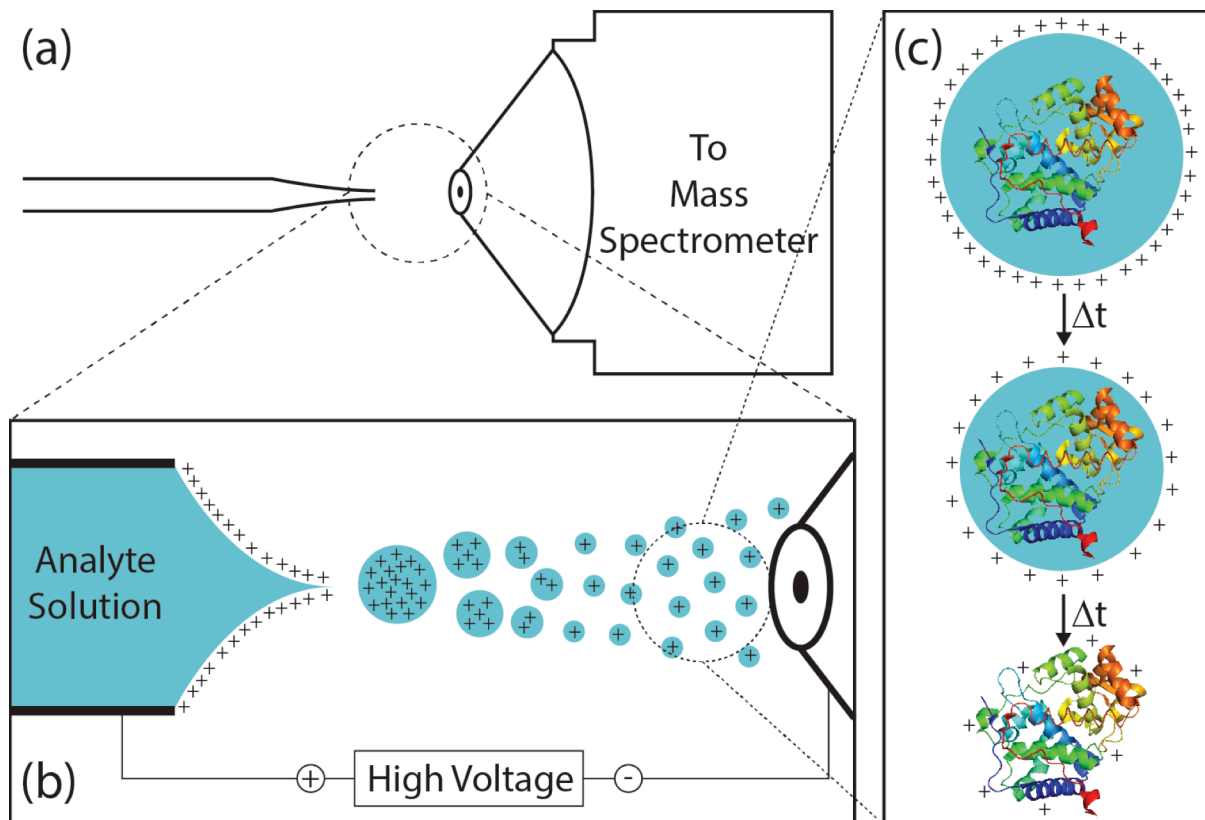 (a)
To
Mass
Spectrometer
(b)
Analyte
Solution
+ High Voltage -
(c)
Δt
Δt